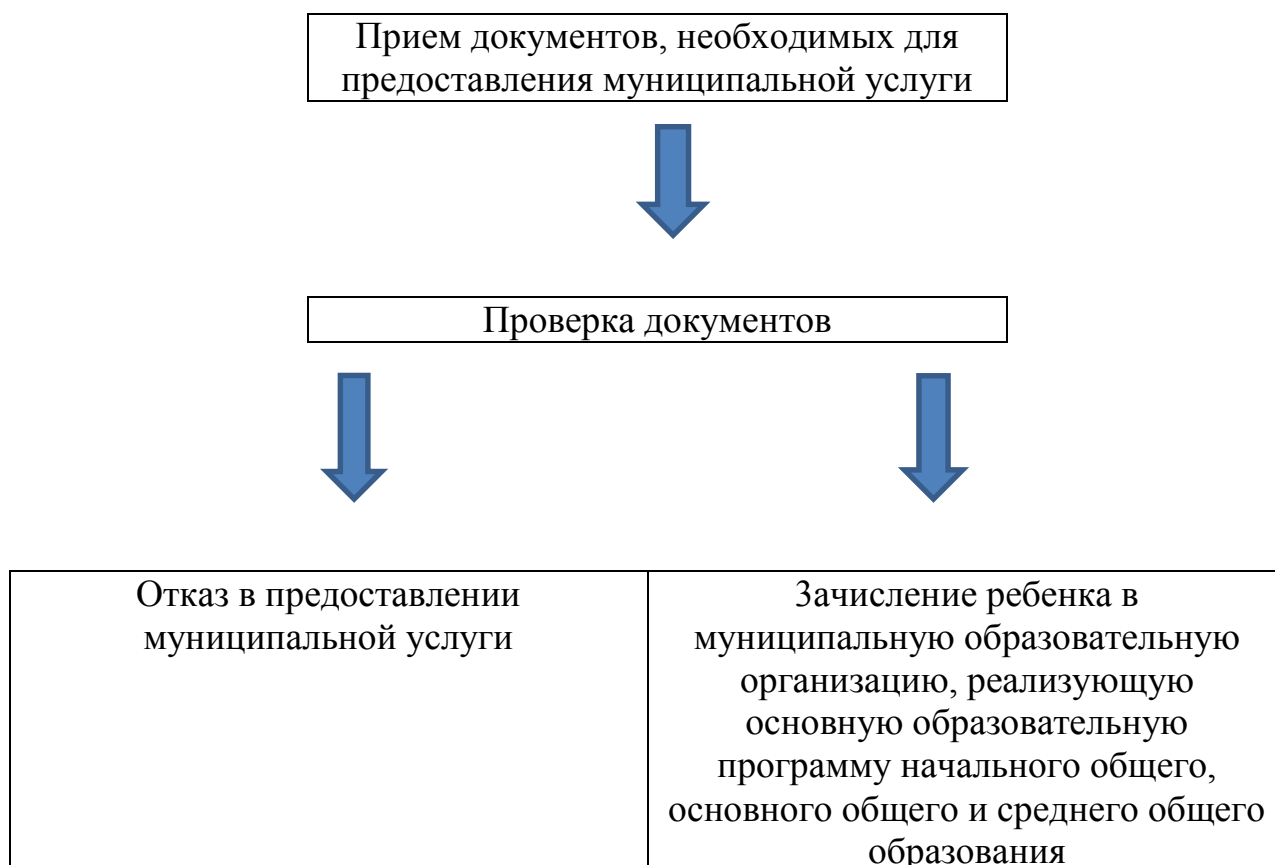 Прием документов, необходимых для
предоставления муниципальной услуги
Проверка документов
Отказ в предоставлении
муниципальной услуги
Зачисление ребенка в
муниципальную образовательную
организацию, реализующую
основную образовательную
программу начального общего,
основного общего и среднего общего
образования